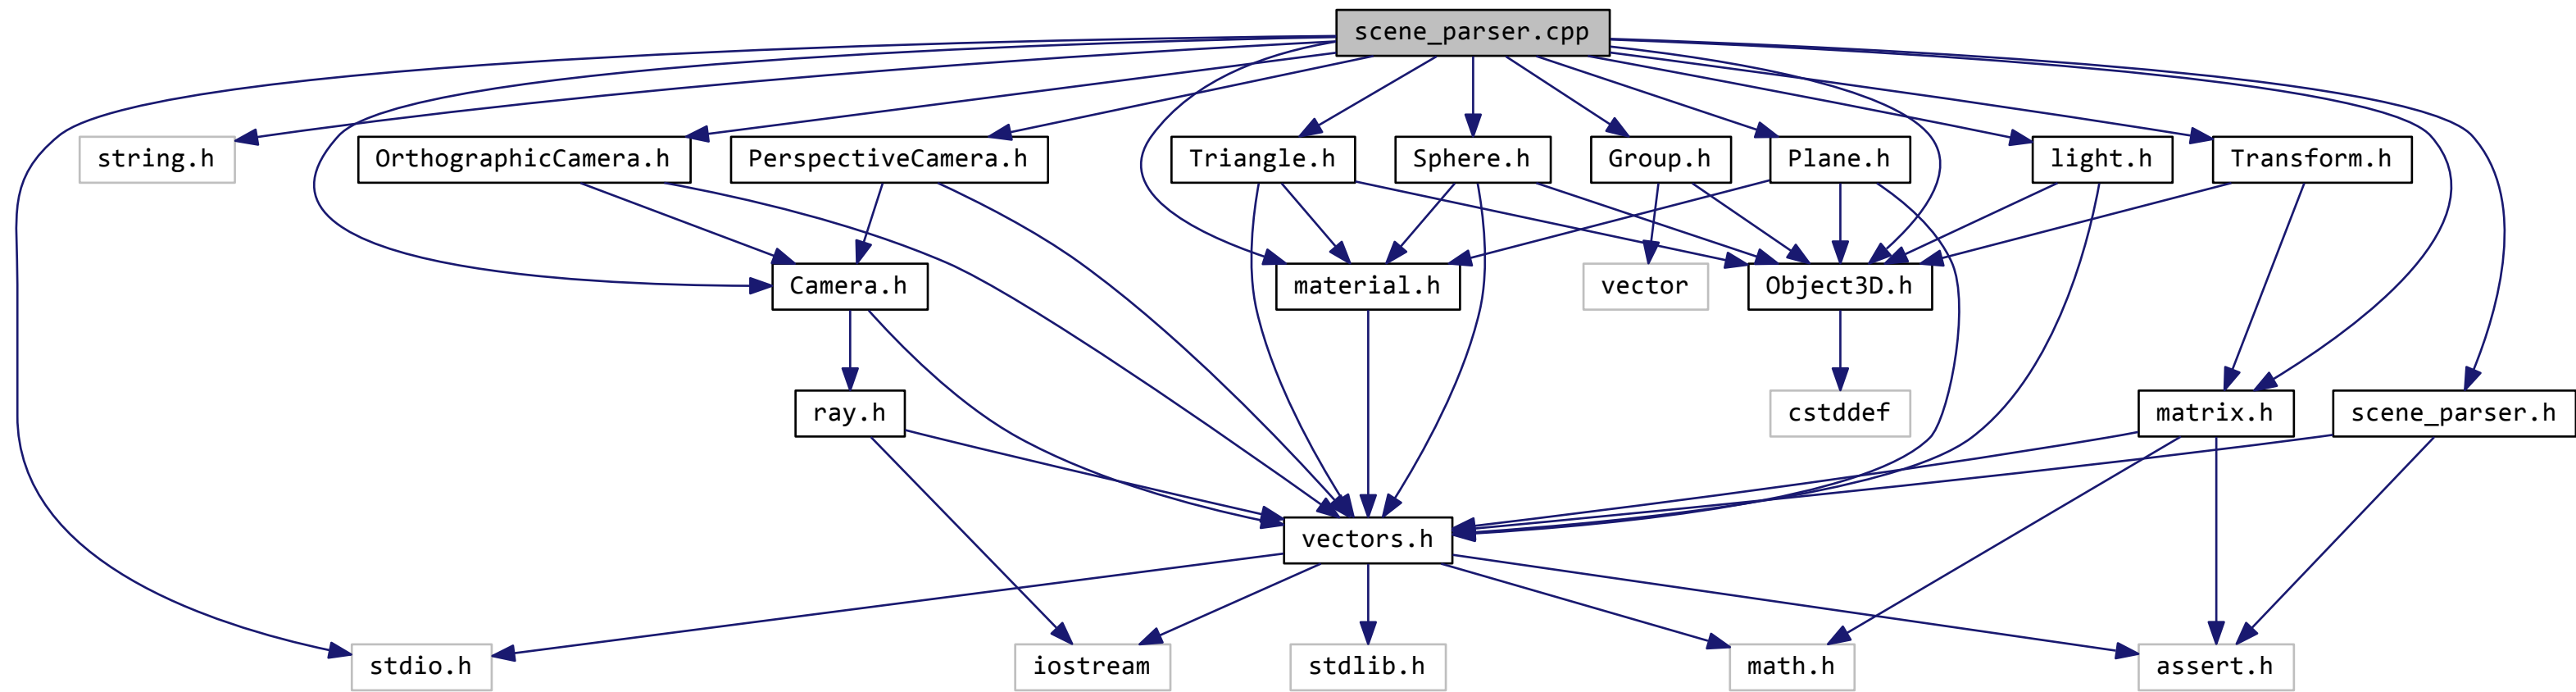 scene_parser.cpp
string.h
OrthographicCamera.h
PerspectiveCamera.h
Triangle.h
Sphere.h
Group.h
Plane.h
light.h
Transform.h
Camera.h
material.h
vector
Object3D.h
ray.h
cstddef
matrix.h
scene_parser.h
vectors.h
stdio.h
iostream
stdlib.h
math.h
assert.h